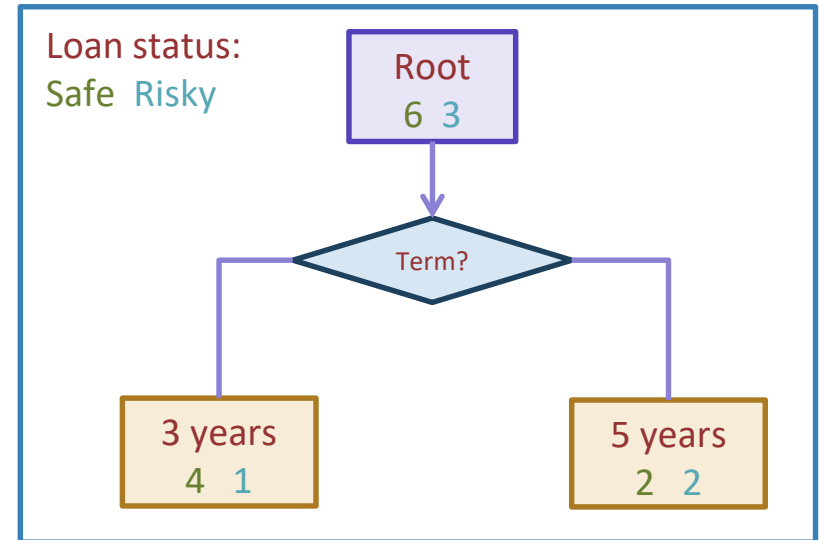 Loan status:
Safe Risky
Root
6 3
Term?
3 years
4 1
5 years
2 2